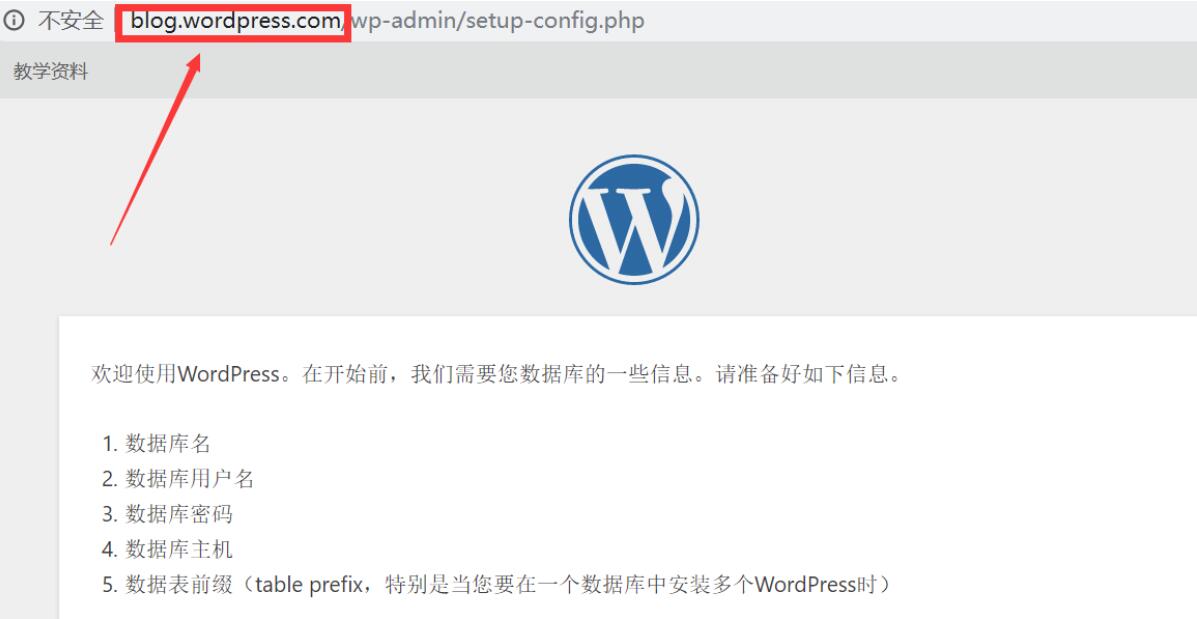 不安全 blog.wordpress.com/wp-admin/setup-config.php
教学资料
欢迎使用WordPress。在开始前，我们需要您数据库的一些信息。请准备好如下信息。
1. 数据库名
2. 数据库用户名
3. 数据库密码
4. 数据库主机
5. 数据表前缀（table prefix，特别是当您要在一个数据库中安装多个WordPress时）